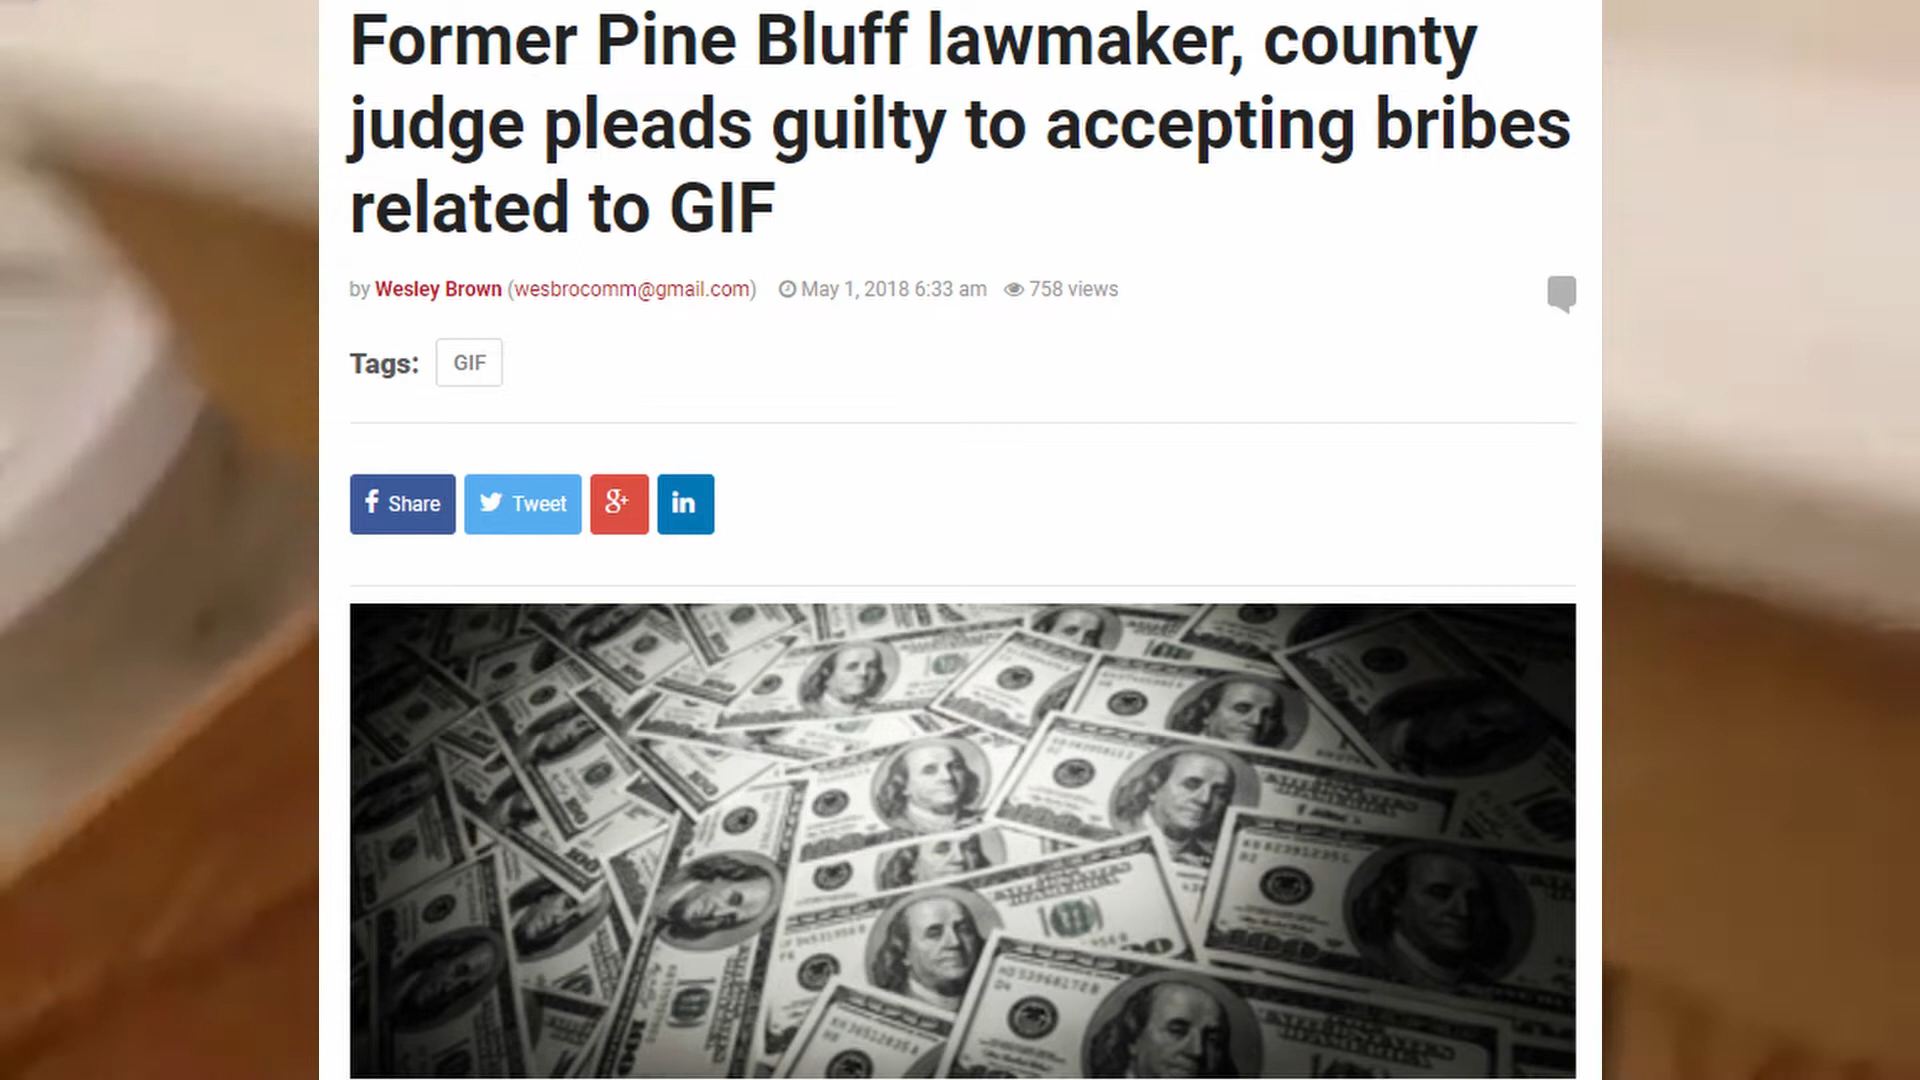 Former Pine Bluff lawmaker, county
judge pleads guilty to accepting bribes
related to GIF
by Wesley Brown (wesbrocomm@gmail.com) May 1, 2018 6:33 am 758 views
Tags: GIF
Share Tweet g+ in